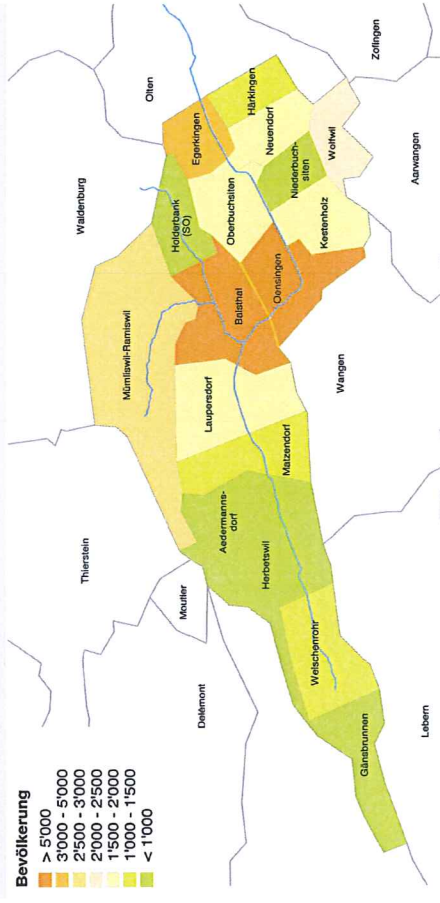 Bevölkerung
> 5'000
3'000 - 5'000
2'500 - 3'000
2'000 - 2'500
1'500 - 2'000
1'000 - 1'500
< 1'000
Thierstein
Waldenburg
Olten
Zofingen
Aarwangen
Wangen
Lebern
Delémont
Moutier
Mümliswil-Ramiswil
Holderbank
(SO)
Egerkingen
Härkingen
Neuendorf
Wolfwil
Niederbuch-
siten
Oberbuchsiten
Kestenholz
Oensingen
Balsthal
Laupersdorf
Matzendorf
Aedermanns-
dorf
Herbetswil
Welschenrohr
Gänsbrunnen